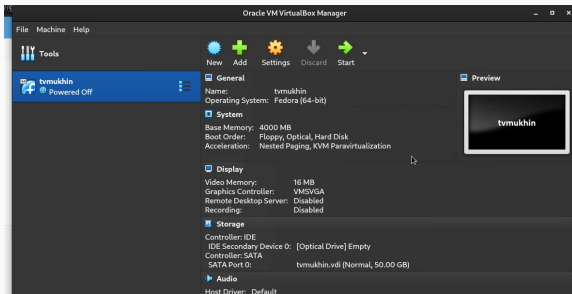 Oracle VM VirtualBox Manager
File Machine Help
Tools
New Add Settings Discard Start
tvmukhin
Powered Off
General
Name: tvmukhin
Operating System: Fedora (64-bit)
System
Base Memory: 4000 MB
Boot Order: Floppy, Optical, Hard Disk
Acceleration: Nested Paging, KVM Paravirtualization
Preview
tvmukhin
Display
Video Memory: 16 MB
Graphics Controller: VMSVGA
Remote Desktop Server: Disabled
Recording: Disabled
Storage
Controller: IDE
IDE Secondary Device 0: [Optical Drive] Empty
Controller: SATA
SATA Port 0: tvmukhin.vdi (Normal, 50.00 GB)
Audio
Host Driver: Default